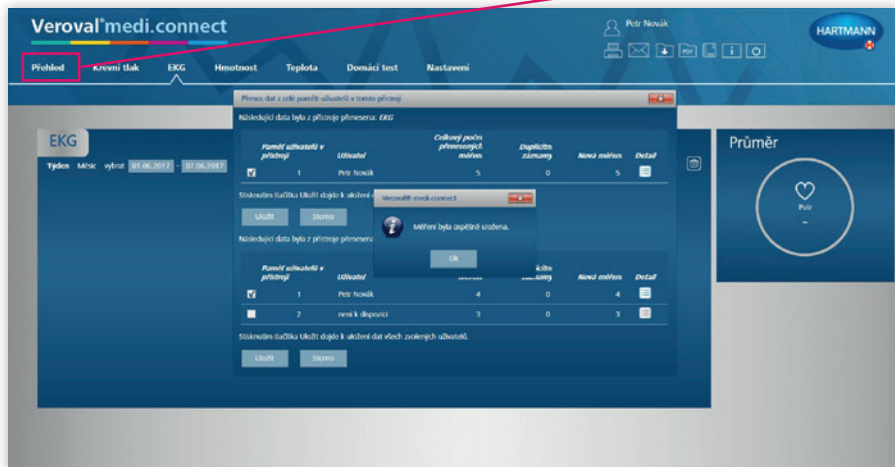 Veroval®medi.connect
Petr Novák
HARTMANN
Přehled Krevní tlak EKG Hmotnost Teplota Domácí test Nastavení
Přenos dat z celé paměti uživatelů v tomto přístroji
Následující data byla z přístroje přenesena: EKG
Paměť uživatelů v přístroji Uživatel Celkový počet přenesených měření Duplicitn záznamy Nová měřen Detail
1 Petr Novák 5 0 5
Stisknutím tlačítka Uložit dojde k uložení
Uložit Storno
Následující data byla z přístroje přenesena
Paměť uživatelů v přístroji Uživatel záznamy Nová měřen Detail
1 Petr Novák 4 0 4
2 není k dispozici 3 0 3
Stisknutím tlačítka Uložit dojde k uložení dat všech zvolených uživatelů.
Uložit Storno
Veroval® medi.connect
Měření byla úspěšně uložena.
Ok
EKG
Týden Měsíc vybrat 01.06.2017 - 07.06.2017
Průměr
Pulz
-